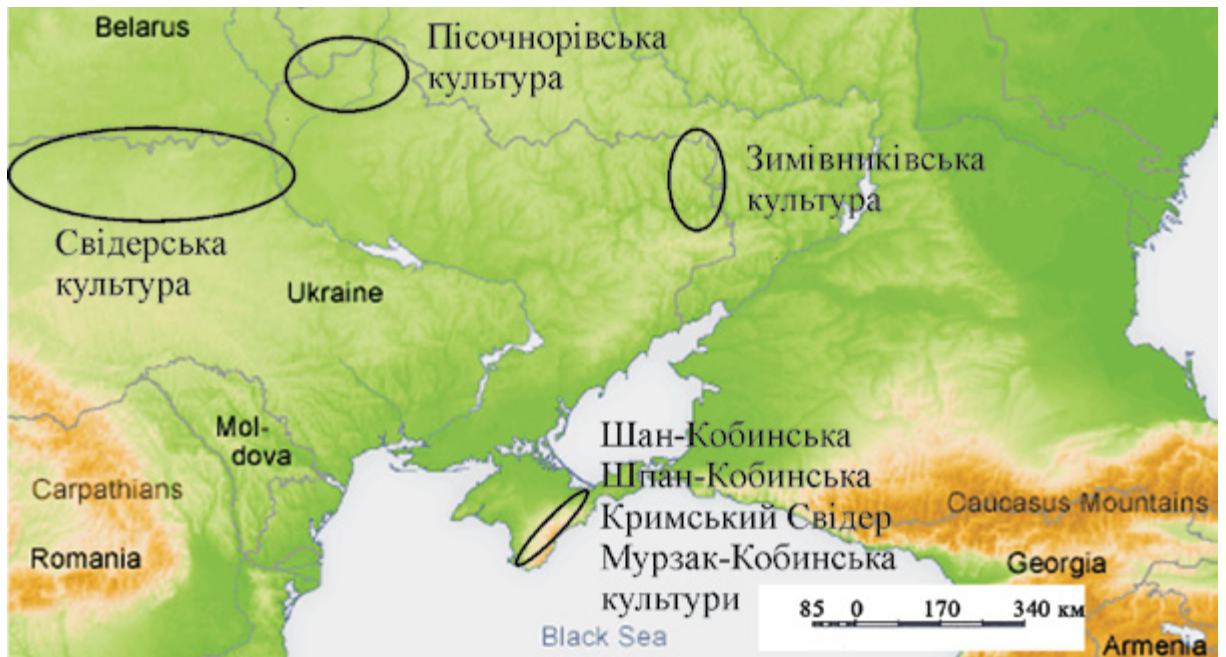 Belarus
Пісочнорівська
культура
Зимівниківська
культура
Свідерська
культура
Ukraine
Mol-
dova
Carpathians
Romania
Шан-Кобинська
Шпан-Кобинська
Кримський Свідер
Мурзак-Кобинська
культури
Caucasus Mountains
Georgia
Armenia
85 0 170 340 км
Black Sea